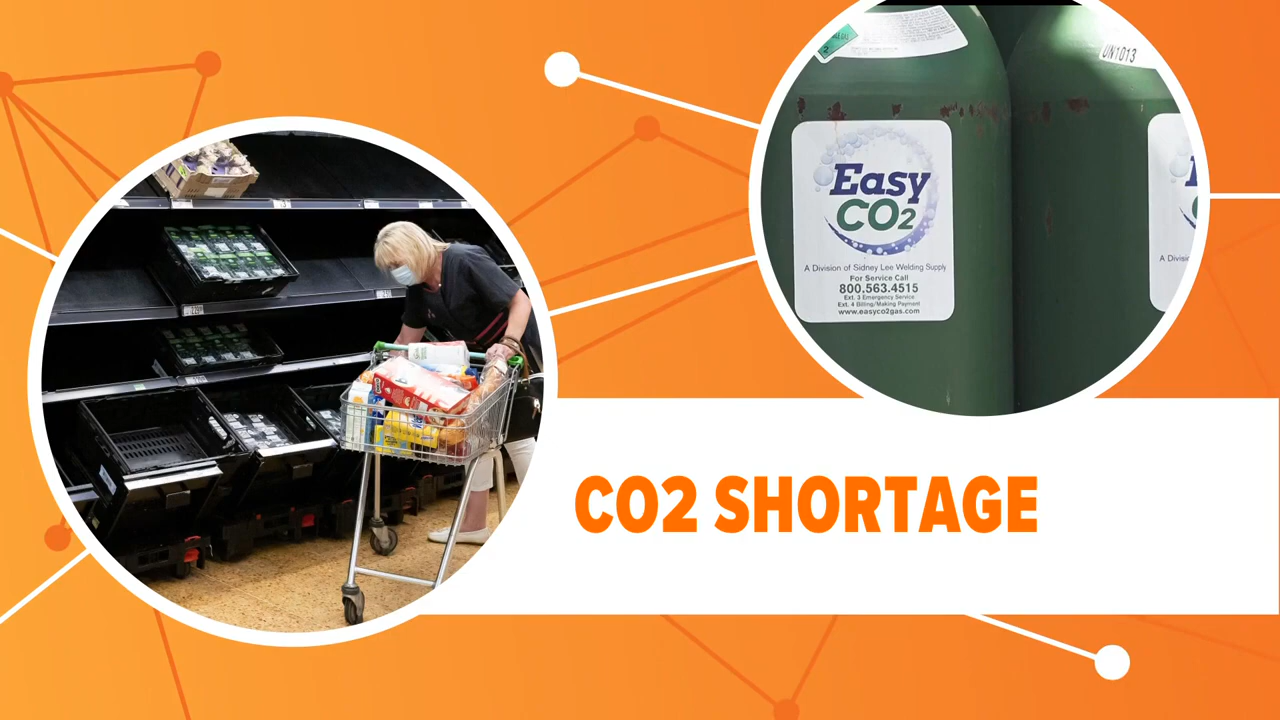 UN1013
Easy
CO2
A Division of Sidney Lee Welding Supply
For Service Call
800.563.4515
Ext. 3 Emergency Service
Ext. 4 Billing/Making Payment
www.easyco2gas.com
A Divisi
CO2 SHORTAGE